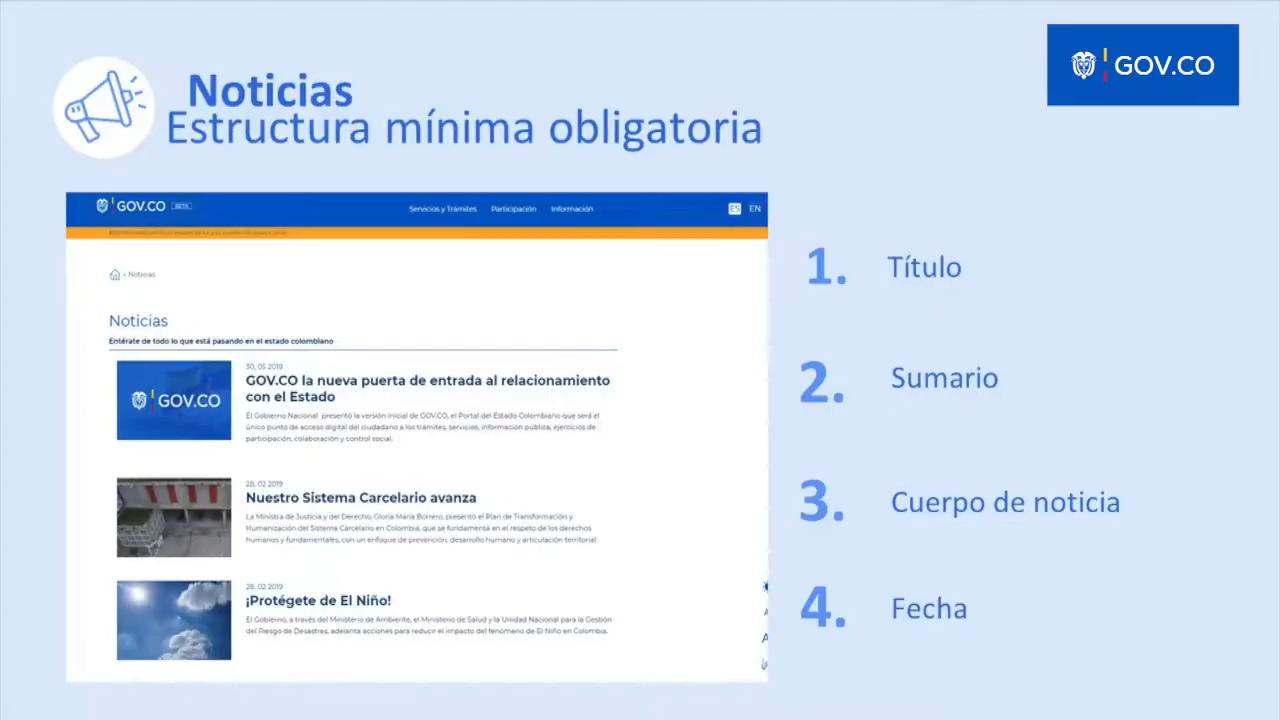 GOV.CO
Noticias
Estructura mínima obligatoria
GOV.CO BETA
Servicios y Trámites Participación Información
ES EN
> Noticias
Noticias
Entérate de todo lo que está pasando en el estado colombiano
30, 05 2019
GOV.CO la nueva puerta de entrada al relacionamiento
con el Estado
GOV.CO
El Gobierno Nacional presentó la versión inicial de GOV.CO, el Portal del Estado Colombiano que será el
único punto de acceso digital del ciudadano a los trámites, servicios, información pública, ejercicios de
participación, colaboración y control social.
28, 02 2019
Nuestro Sistema Carcelario avanza
La Ministra de Justicia y del Derecho, Gloria María Borrero, presentó el Plan de Transformación y
Humanización del Sistema Carcelario en Colombia, que se fundamenta en el respeto de los derechos
humanos y fundamentales, con un enfoque de prevención, desarrollo humano y articulación territorial
28, 02 2019
¡Protégete de El Niño!
El Gobierno, a través del Ministerio de Ambiente, el Ministerio de Salud y la Unidad Nacional para la Gestión
del Riesgo de Desastres, adelanta acciones para reducir el impacto del fenómeno de El Niño en Colombia.
1. Título
2. Sumario
3. Cuerpo de noticia
4. Fecha